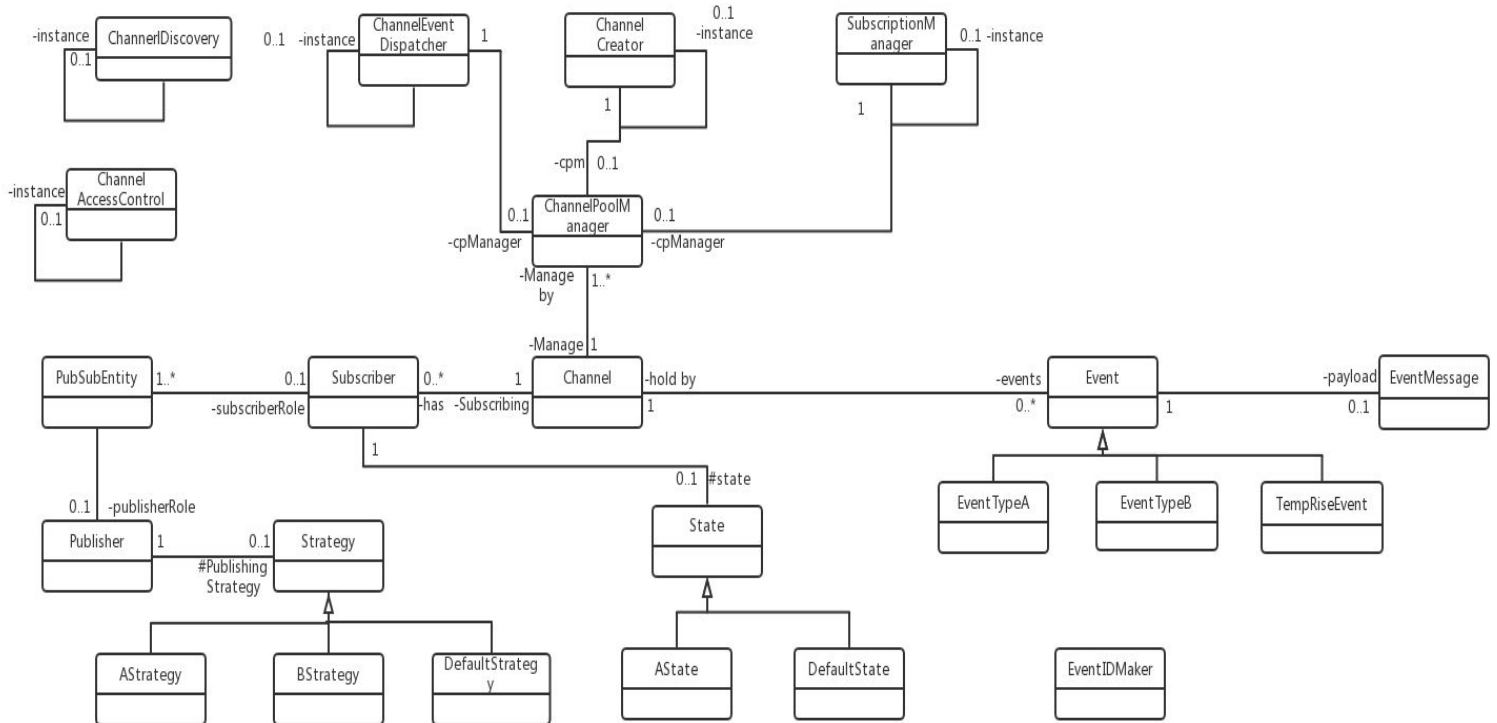 -instance
0..1
ChannerlDiscovery
0..1
-instance
ChannelEvent
Dispatcher
1
Channel
Creator
0..1
-instance
1
SubscriptionM
anager
0..1
-instance
1
-instance
0..1
Channel
AccessControl
-cpm
0..1
0..1
-cpManager
ChannelPoolM
anager
0..1
-cpManager
-Manage
by
1..*
-Manage
1
PubSubEntity
1..*
0..1
-subscriberRole
Subscriber
0..*
-has
1
-Subscribing
Channel
-hold by
1
-events
0..*
Event
1
-payload
0..1
EventMessage
1
0..1
#state
0..1
-publisherRole
Publisher
1
0..1
#Publishing
Strategy
Strategy
State
EventTypeA
EventTypeB
TempRiseEvent
AStrategy
BStrategy
DefaultStrateg
y
AState
DefaultState
EventIDMaker